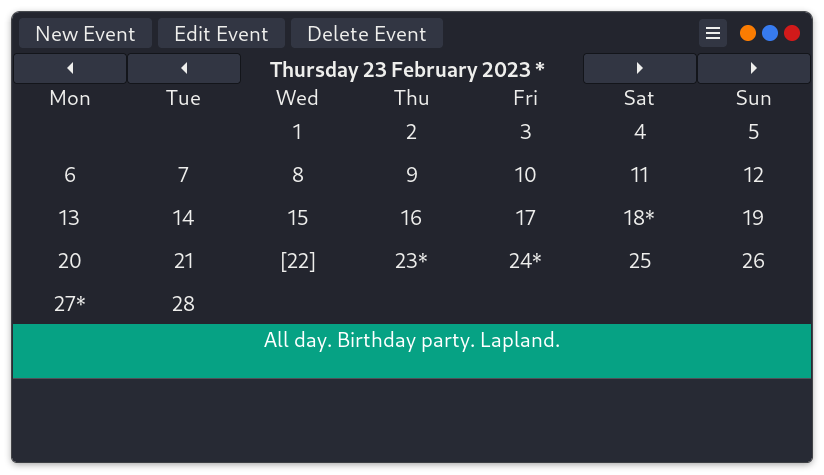 New Event Edit Event Delete Event
Thursday 23 February 2023 *
Mon Tue Wed Thu Fri Sat Sun
1 2 3 4 5
6 7 8 9 10 11 12
13 14 15 16 17 18* 19
20 21 [22] 23* 24* 25 26
27* 28
All day. Birthday party. Lapland.